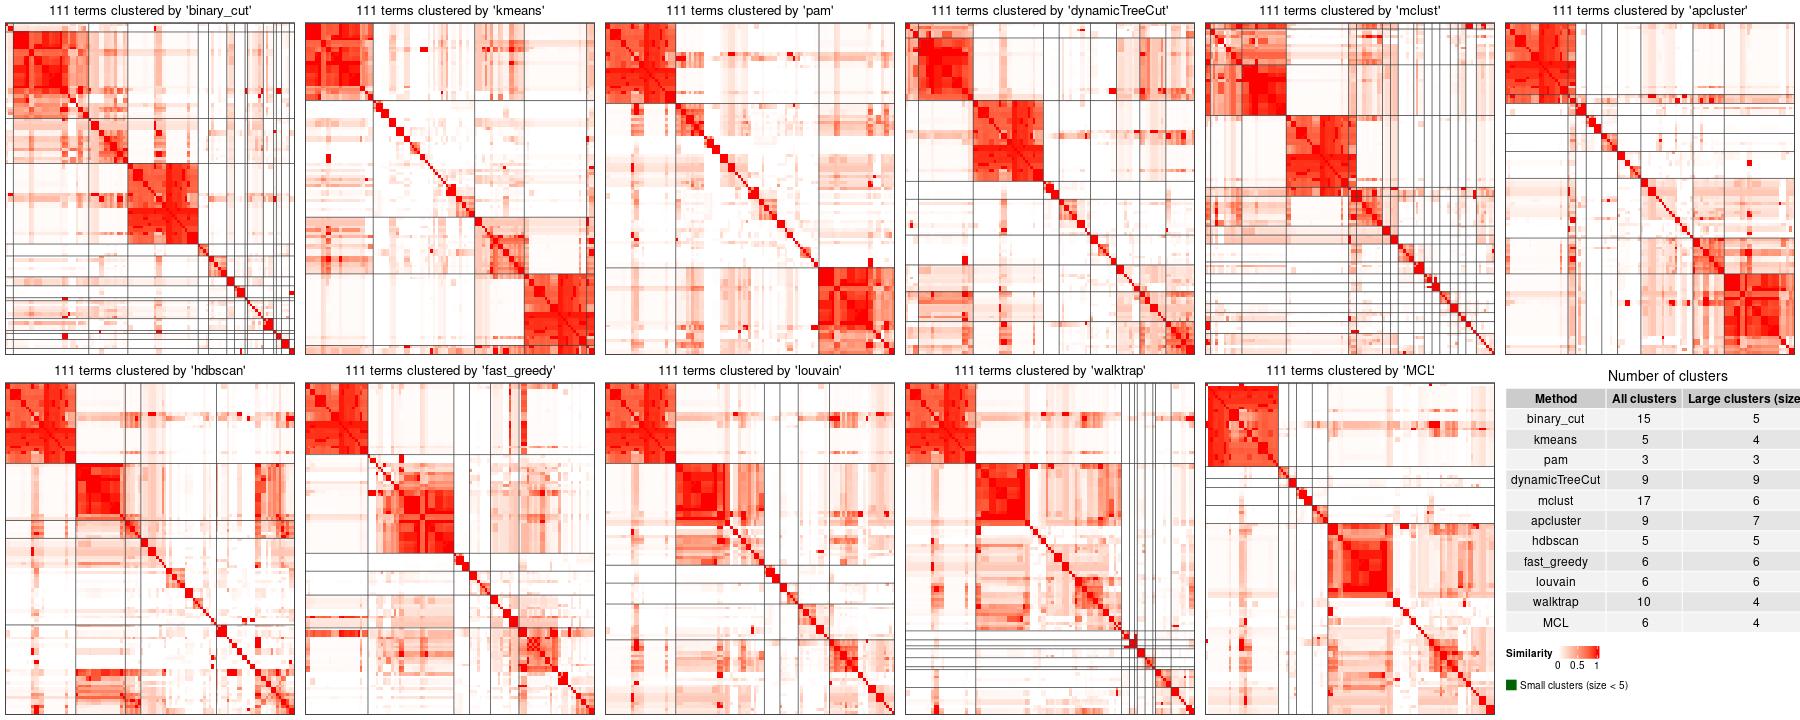 111 terms clustered by 'binary_cut'
111 terms clustered by 'kmeans'
111 terms clustered by 'pam'
111 terms clustered by 'dynamicTreeCut'
111 terms clustered by 'mclust'
111 terms clustered by 'apcluster'
111 terms clustered by 'hdbscan'
111 terms clustered by 'fast_greedy'
111 terms clustered by 'louvain'
111 terms clustered by 'walktrap'
111 terms clustered by 'MCL'
Number of clusters
Method All clusters Large clusters (size
binary_cut 15 5
kmeans 5 4
pam 3 3
dynamicTreeCut 9 9
mclust 17 6
apcluster 9 7
hdbscan 5 5
fast_greedy 6 6
louvain 6 6
walktrap 10 4
MCL 6 4
Similarity
0 0.5 1
Small clusters (size < 5)